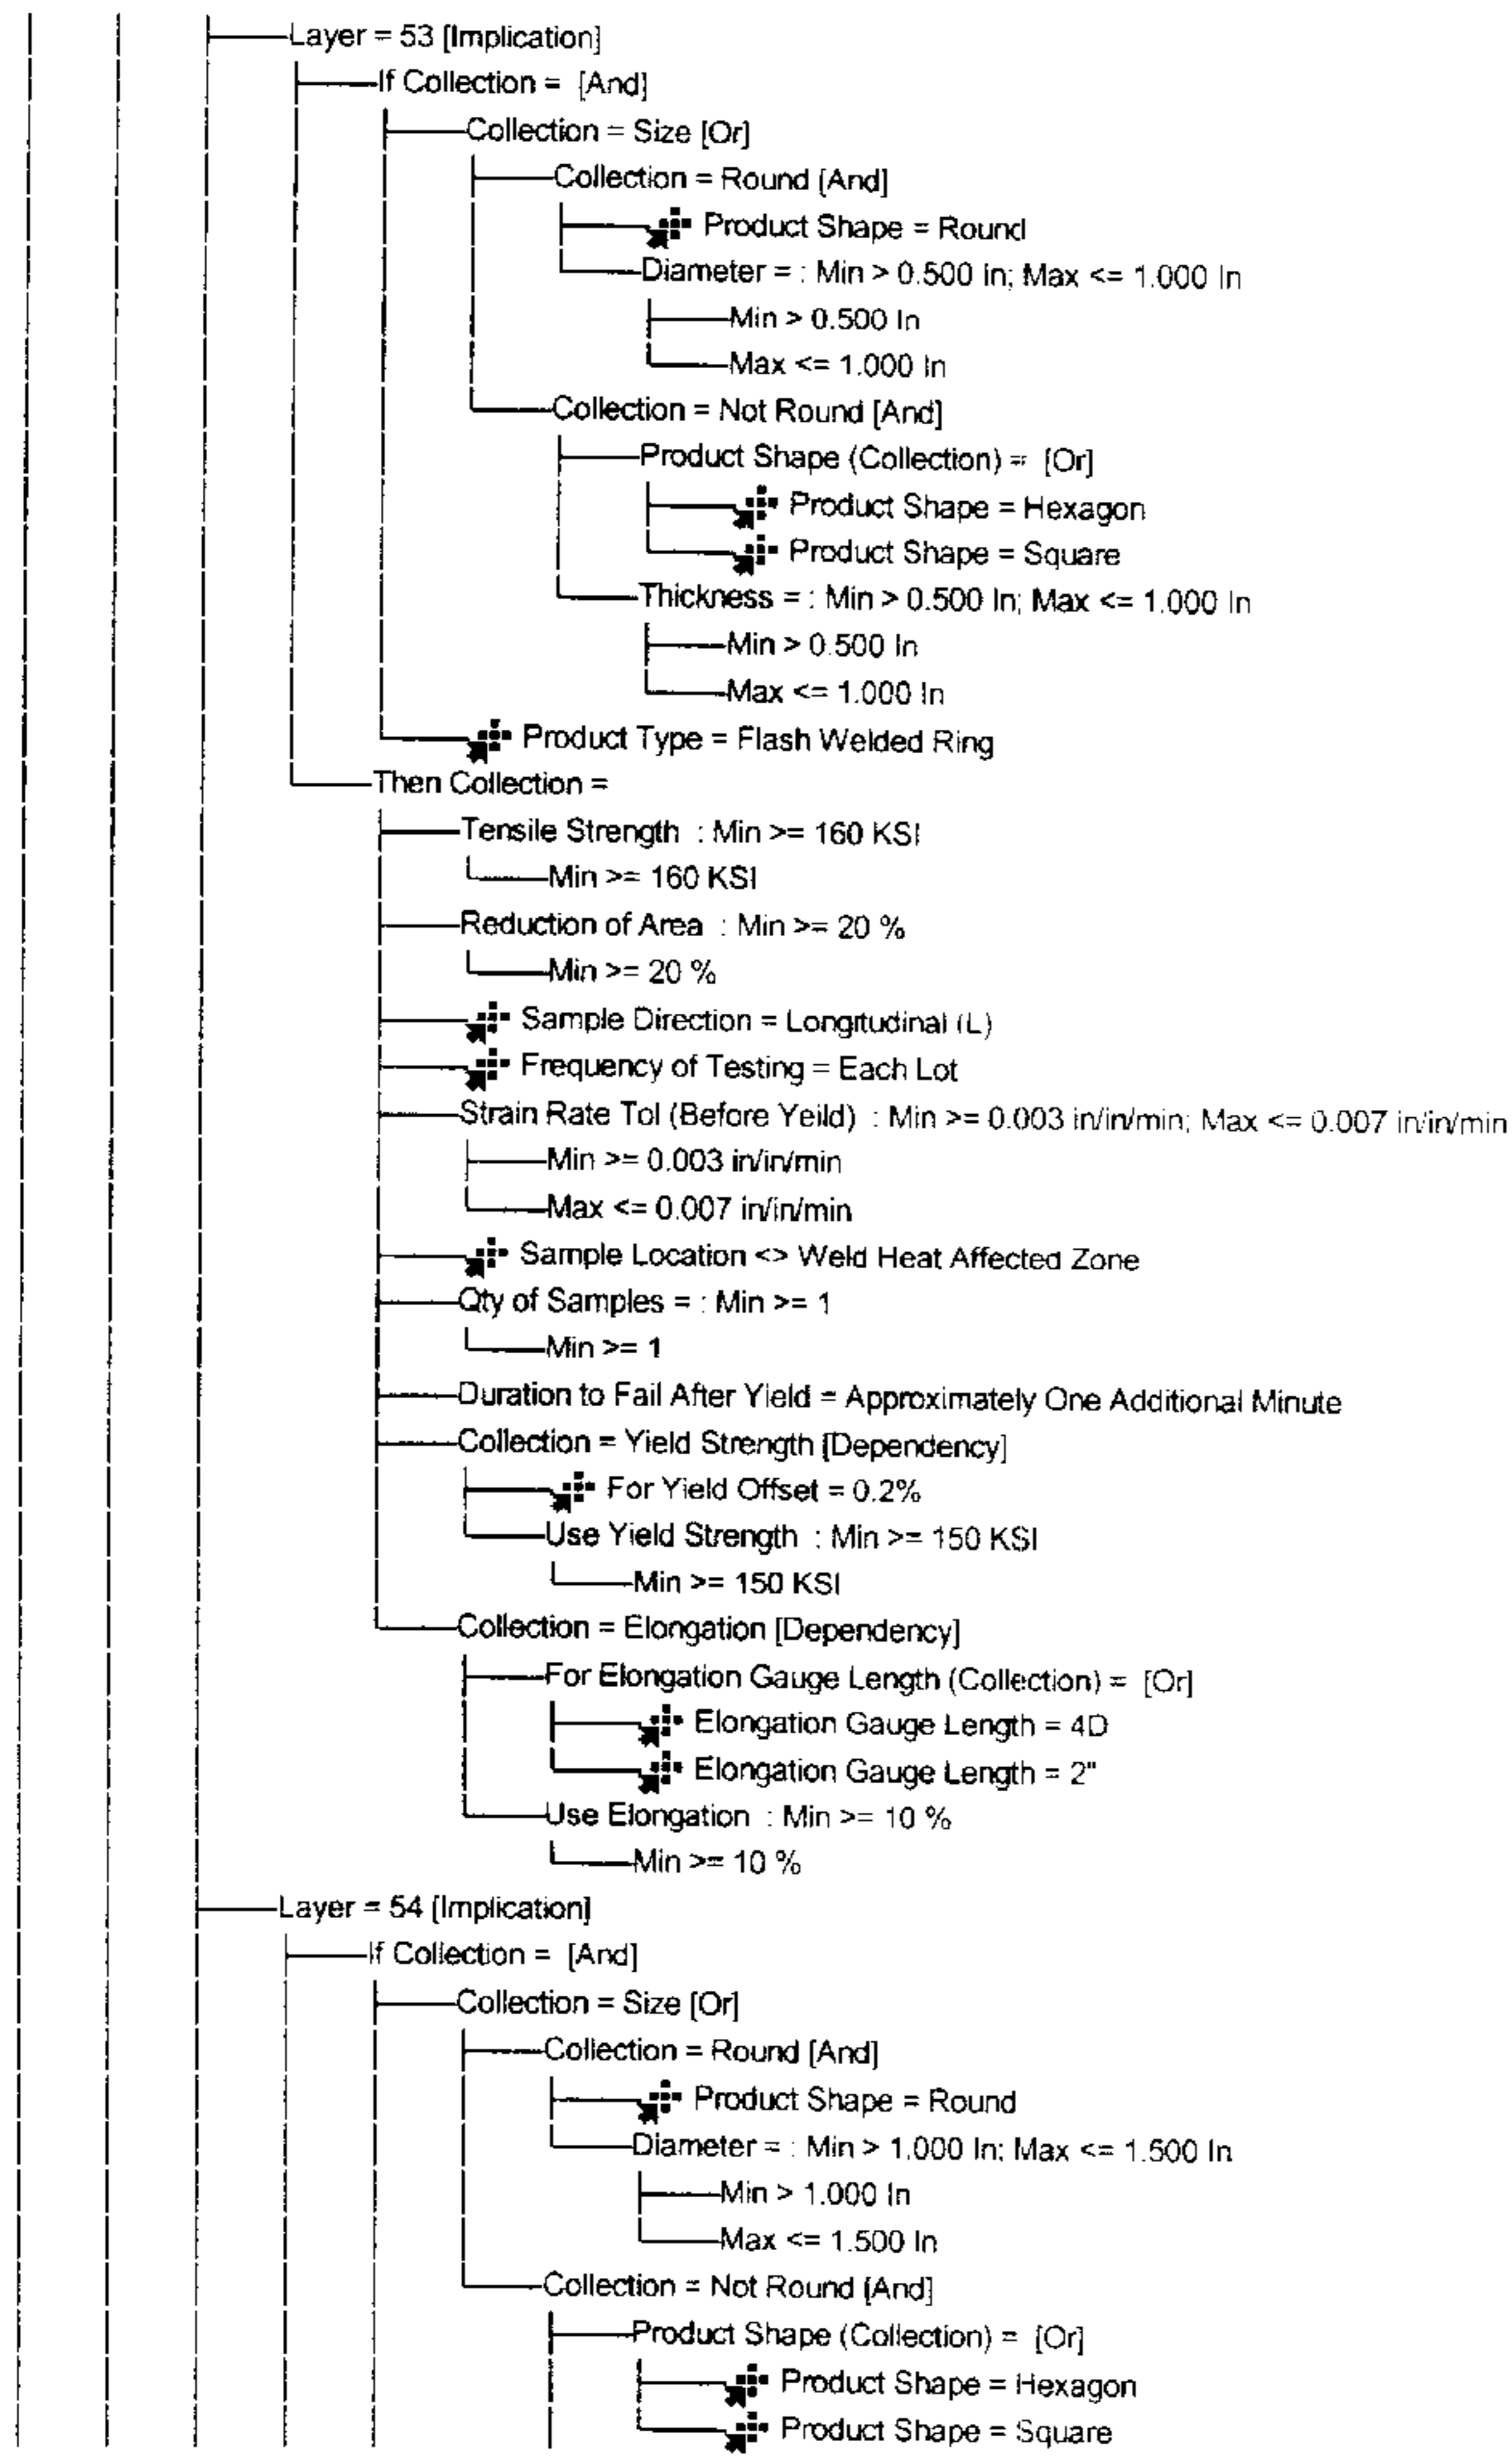 Layer = 53 [Implication]
If Collection = [And]
Collection = Size [Or]
Collection = Round [And]
Product Shape = Round
Diameter = : Min > 0.500 In; Max <= 1.000 In
Min > 0.500 In
Max <= 1.000 In
Collection = Not Round [And]
Product Shape (Collection) = [Or]
Product Shape = Hexagon
Product Shape = Square
Thickness = : Min > 0.500 In; Max <= 1.000 In
Min > 0.500 In
Max <= 1.000 In
Product Type = Flash Welded Ring
Then Collection =
Tensile Strength : Min >= 160 KSI
Min >= 160 KSI
Reduction of Area : Min >= 20 %
Min >= 20 %
Sample Direction = Longitudinal (L)
Frequency of Testing = Each Lot
Strain Rate Tol (Before Yeild) : Min >= 0.003 in/in/min; Max <= 0.007 in/in/min
Min >= 0.003 in/in/min
Max <= 0.007 in/in/min
Sample Location <> Weld Heat Affected Zone
Qty of Samples = : Min >= 1
Min >= 1
Duration to Fail After Yield = Approximately One Additional Minute
Collection = Yield Strength [Dependency]
For Yield Offset = 0.2%
Use Yield Strength : Min >= 150 KSI
Min >= 150 KSI
Collection = Elongation [Dependency]
For Elongation Gauge Length (Collection) = [Or]
Elongation Gauge Length = 4D
Elongation Gauge Length = 2"
Use Elongation : Min >= 10 %
Min >= 10 %
Layer = 54 [Implication]
If Collection = [And]
Collection = Size [Or]
Collection = Round [And]
Product Shape = Round
Diameter = : Min > 1.000 In; Max <= 1.500 In
Min > 1.000 In
Max <= 1.500 In
Collection = Not Round [And]
Product Shape (Collection) = [Or]
Product Shape = Hexagon
Product Shape = Square